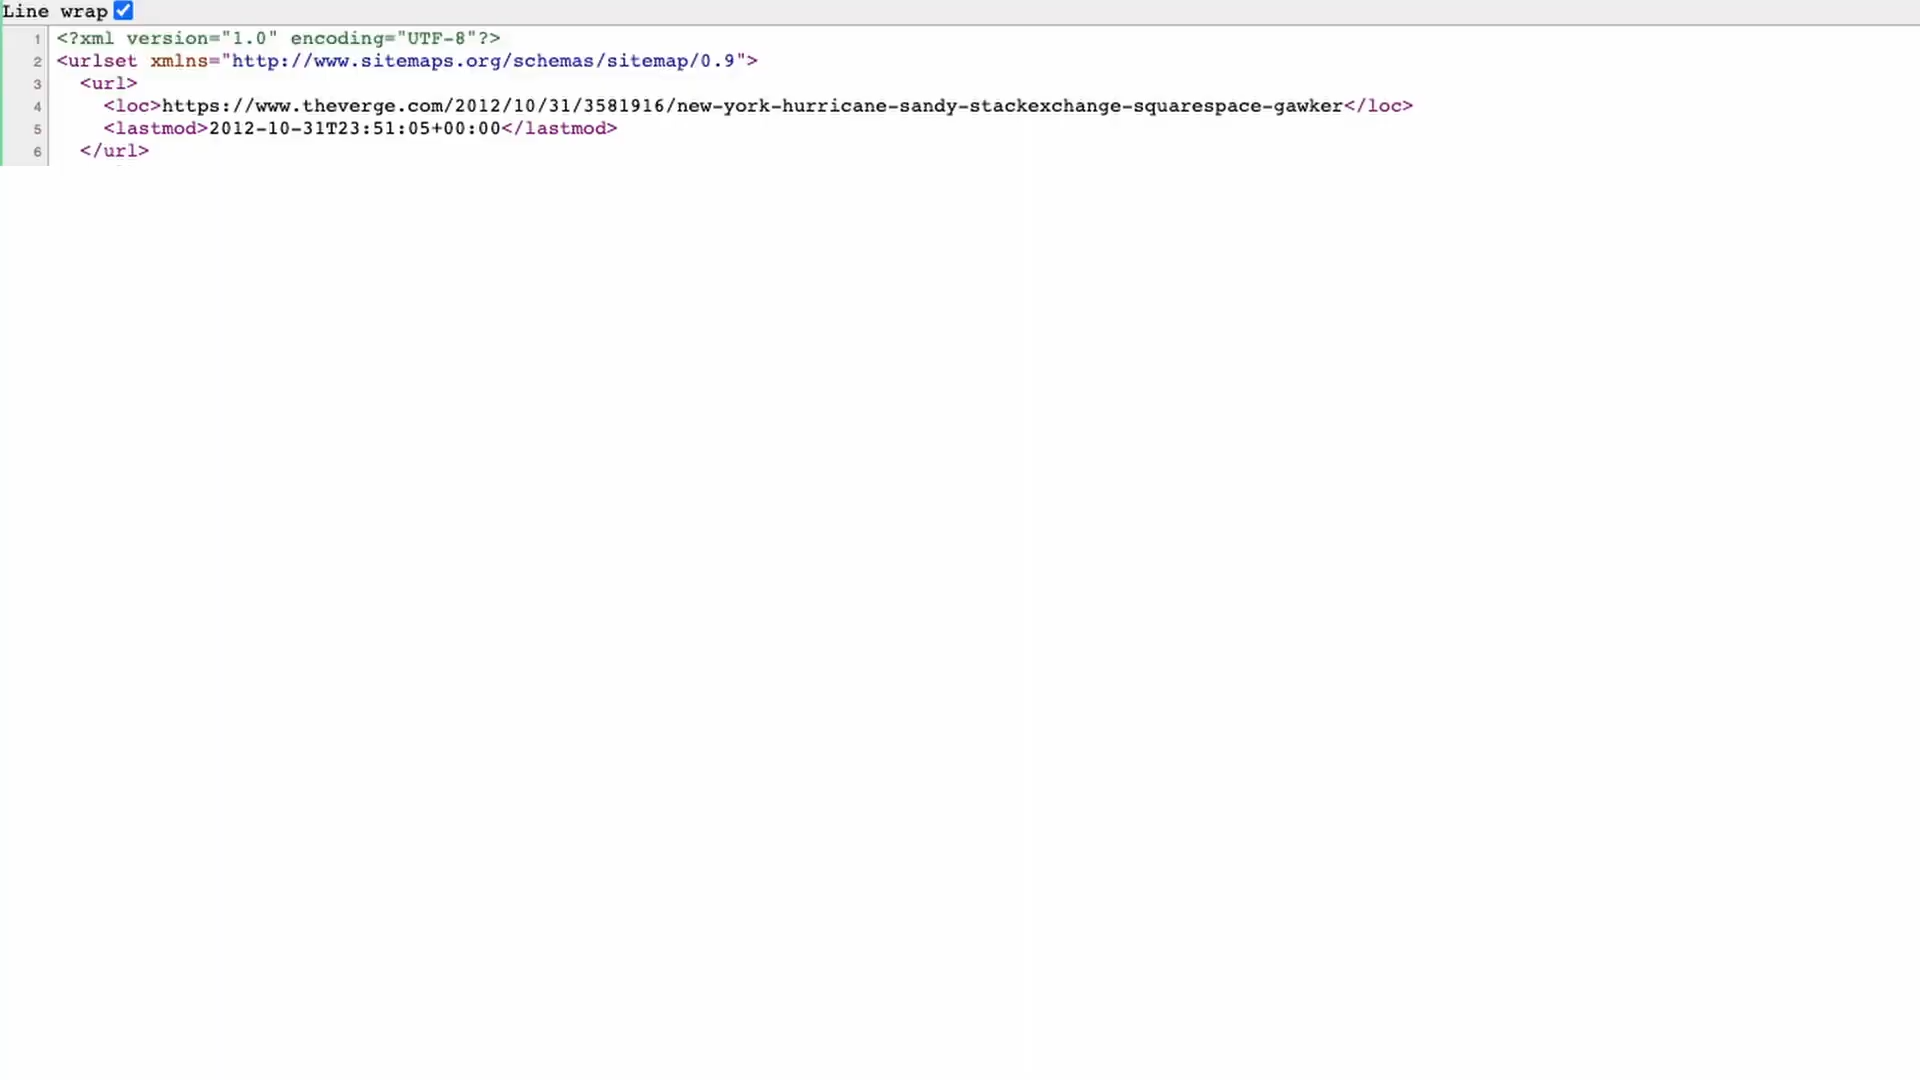 Line wrap
1 <?xml version="1.0" encoding="UTF-8"?>
2 <urlset xmlns="http://www.sitemaps.org/schemas/sitemap/0.9">
3 <url>
4 <loc>https://www.theverge.com/2012/10/31/3581916/new-york-hurricane-sandy-stackexchange-squarespace-gawker</loc>
5 <lastmod>2012-10-31T23:51:05+00:00</lastmod>
6 </url>